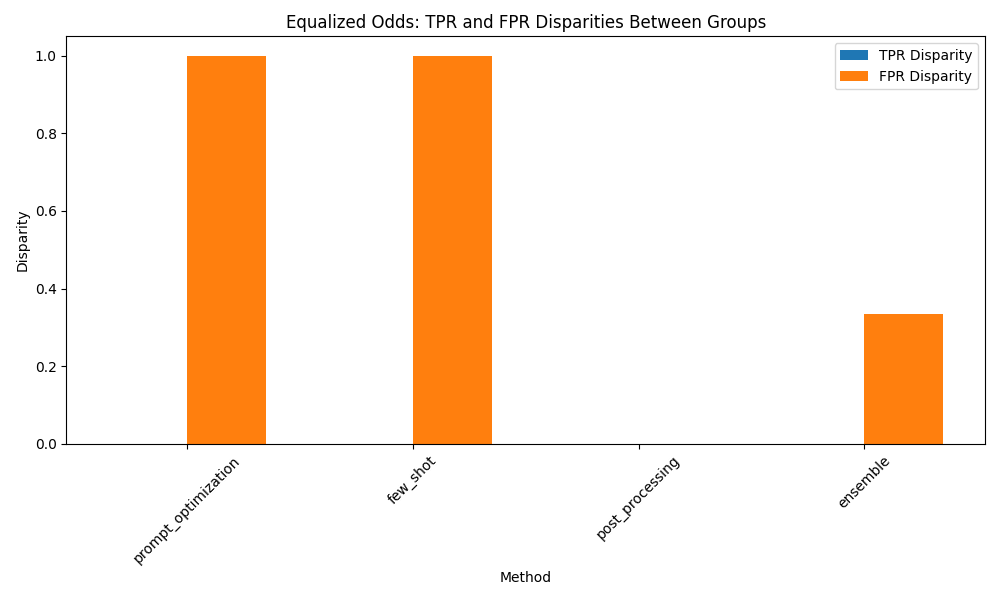 Equalized Odds: TPR and FPR Disparities Between Groups
TPR Disparity
FPR Disparity
1.0
0.8
0.6
0.4
0.2
0.0
Disparity
prompt_optimization
few_shot
post_processing
ensemble
Method